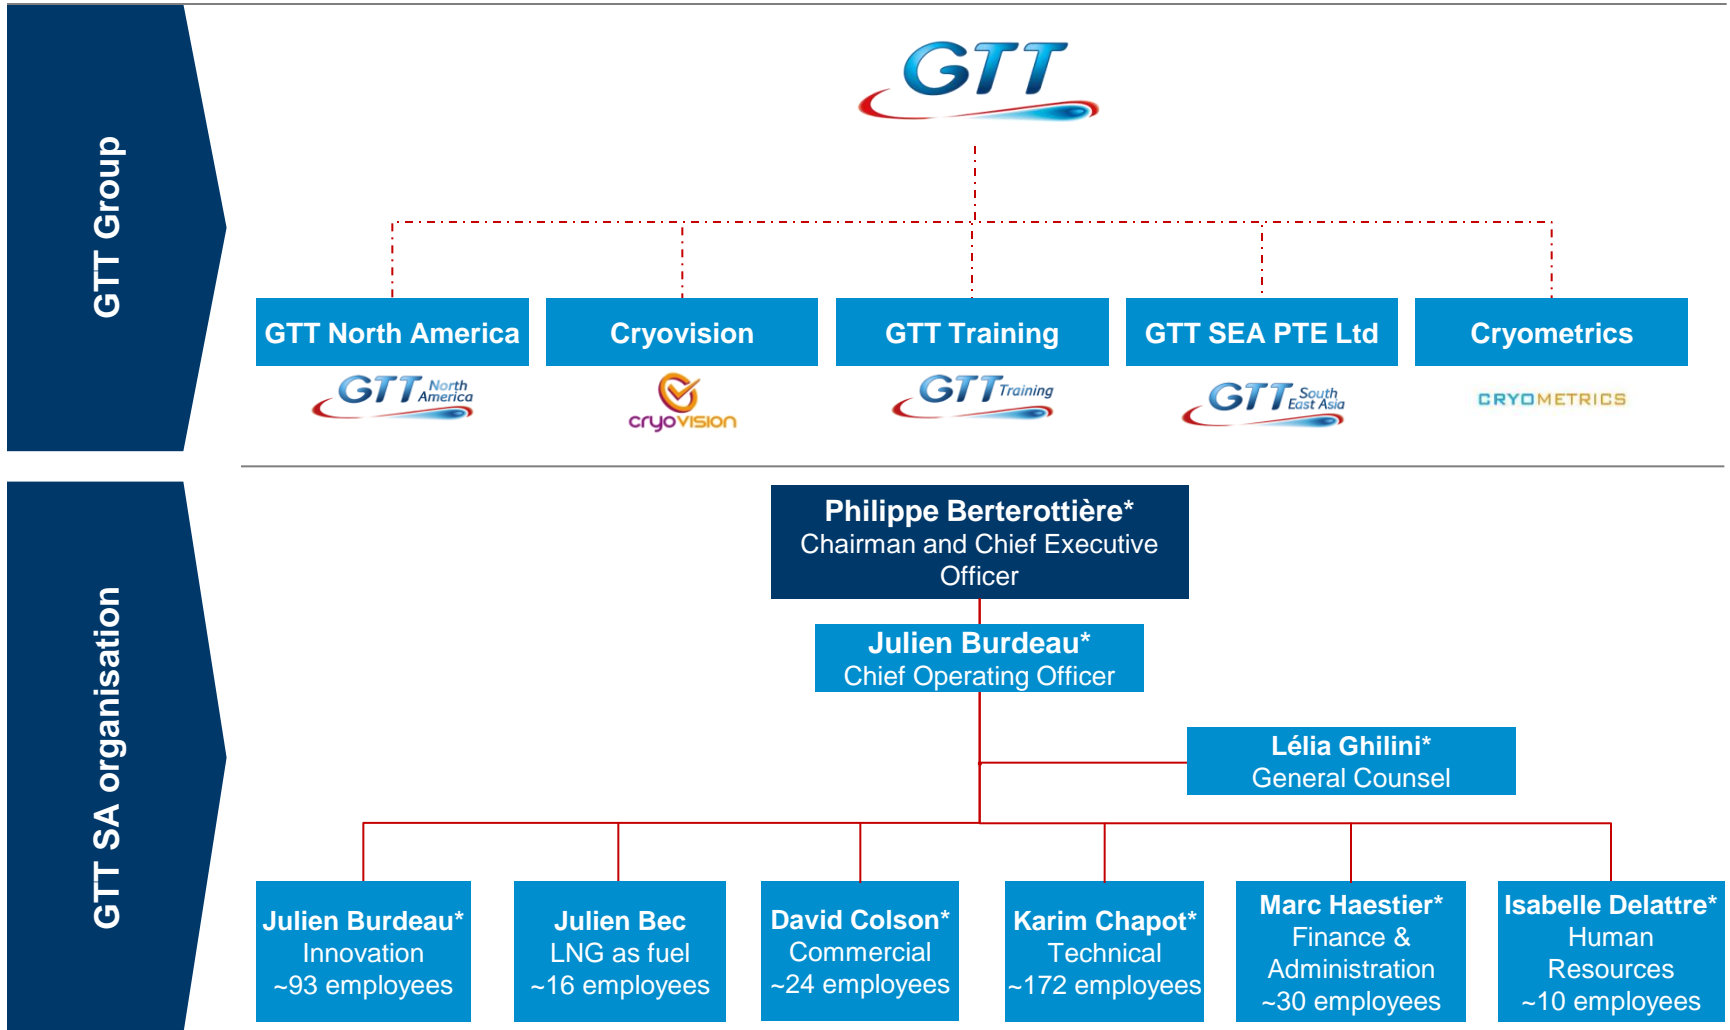 GTT Group
GTT
GTT North America
Cryovision
GTT Training
GTT SEA PTE Ltd
Cryometrics
GTT North
America
cryovision
GTT Training
GTT South
East Asia
CRYOMETRICS
GTT SA organisation
Philippe Berterottière*
Chairman and Chief Executive
Officer
Julien Burdeau*
Chief Operating Officer
Lélia Ghilini*
General Counsel
Julien Burdeau*
Innovation
~93 employees
Julien Bec
LNG as fuel
~16 employees
David Colson*
Commercial
~24 employees
Karim Chapot*
Technical
~172 employees
Marc Haestier*
Finance &
Administration
~30 employees
Isabelle Delattre*
Human
Resources
~10 employees